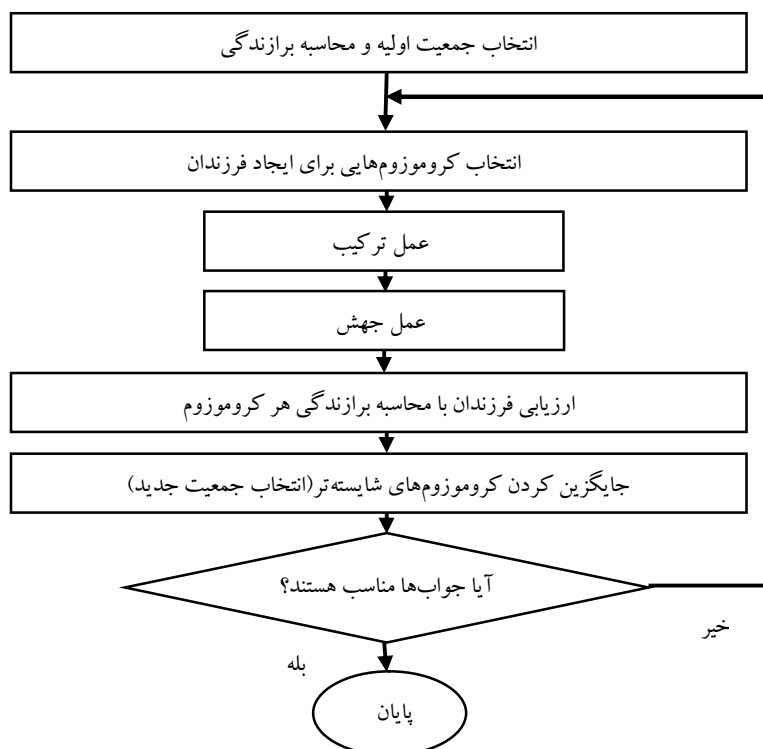 انتخاب جمعیت اولیه و محاسبه برازندگی
انتخاب کروموزوم‌هایی برای ایجاد فرزندان
عمل ترکیب
عمل جهش
ارزیابی فرزندان با محاسبه برازندگی هر کروموزوم
جایگزین کردن کروموزوم‌های شایسته‌تر(انتخاب جمعیت جدید)
آیا جواب‌ها مناسب هستند؟
خیر
بله
پایان